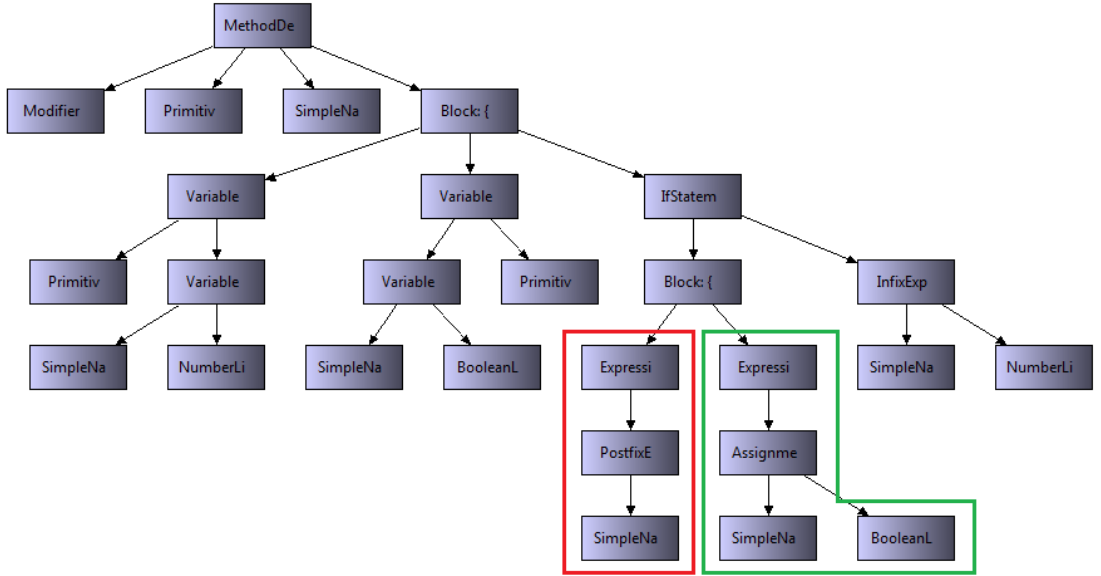 MethodDe
Modifier Primitiv SimpleNa Block: {
Variable Variable IfStatem
Primitiv Variable Variable Primitiv Block: { InfixExp
SimpleNa NumberLi SimpleNa BooleanL Expressi Expressi SimpleNa NumberLi
PostfixE Assignme
SimpleNa SimpleNa BooleanL